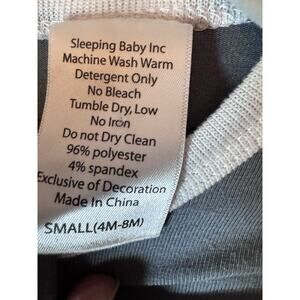 Sleeping Baby Inc
Machine Wash Warm
Detergent Only
No Bleach
Tumble Dry, Low
No Iron
Do not Dry Clean
96% polyester
4% spandex
Exclusive of Decoration
Made In China
SMALL(4M-8M)